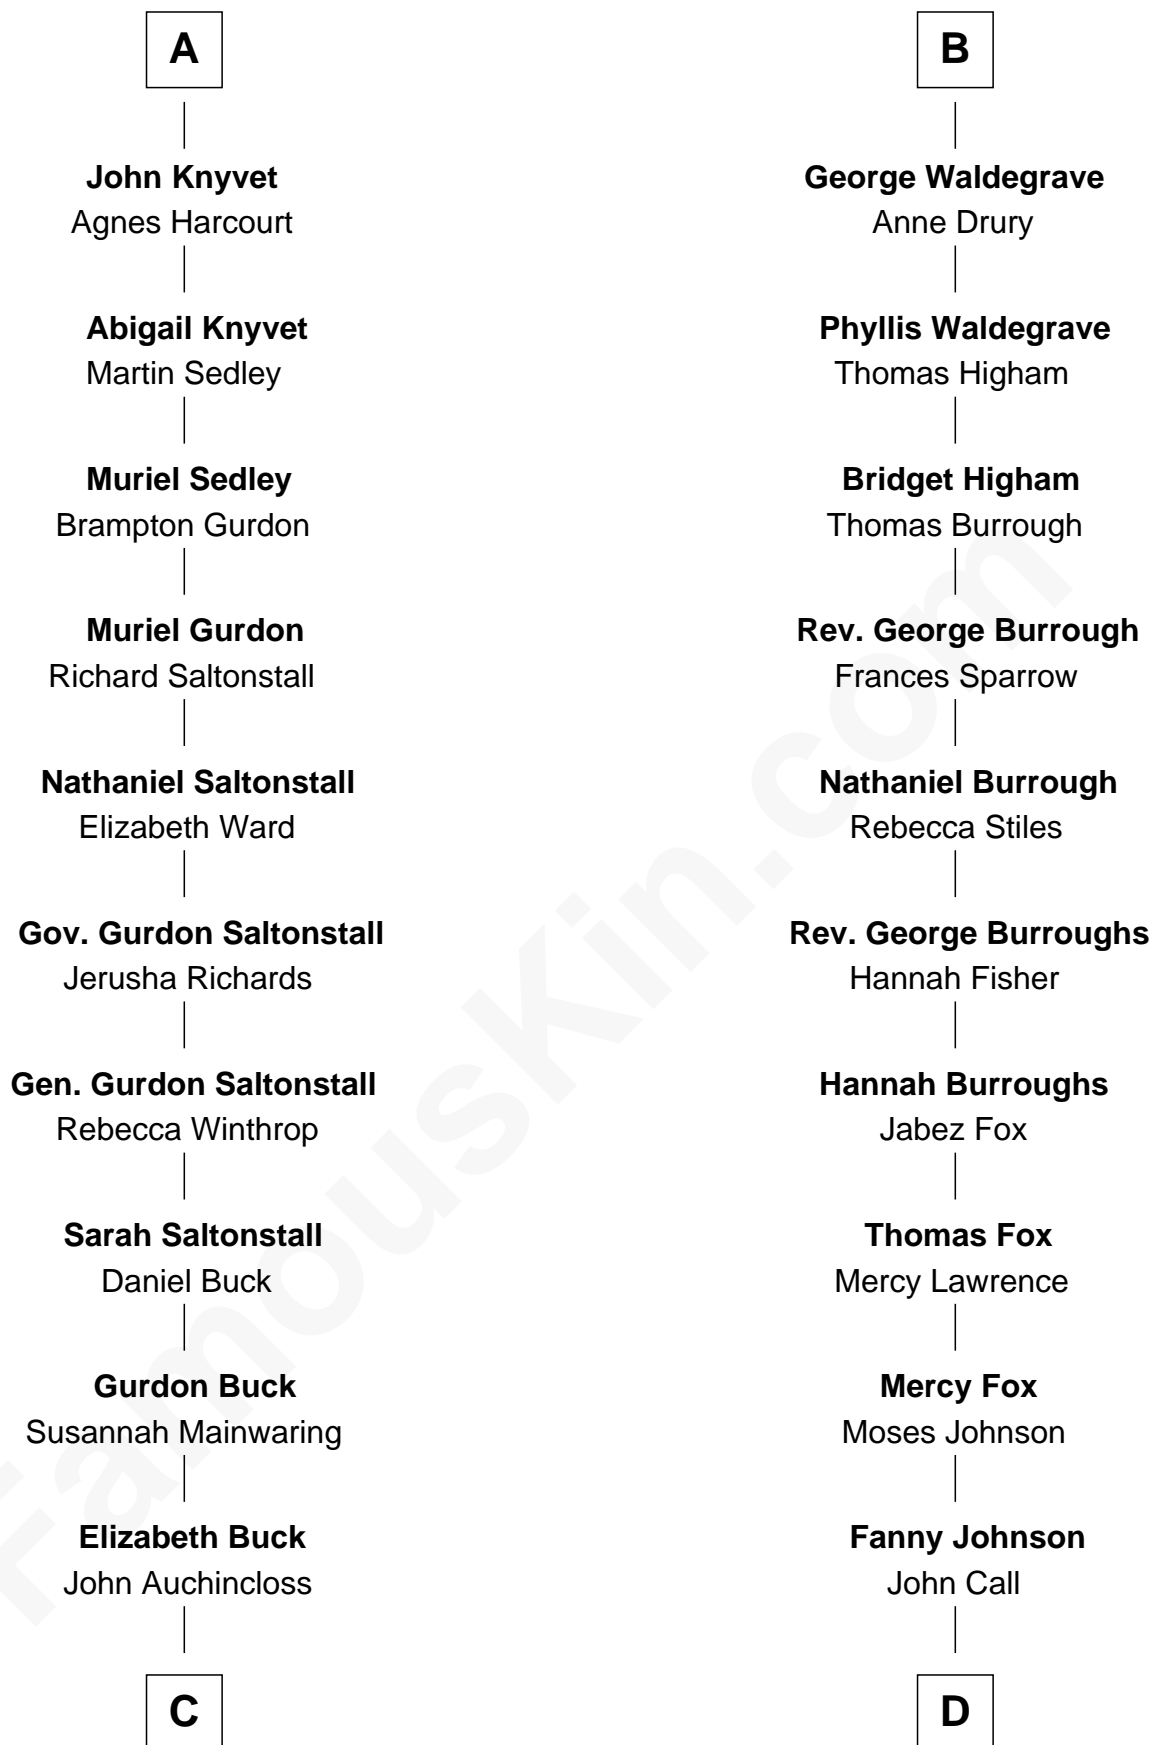 A
John Knyvet
Agnes Harcourt
Abigail Knyvet
Martin Sedley
Muriel Sedley
Brampton Gurdon
Muriel Gurdon
Richard Saltonstall
Nathaniel Saltonstall
Elizabeth Ward
Gov. Gurdon Saltonstall
Jerusha Richards
Gen. Gurdon Saltonstall
Rebecca Winthrop
Sarah Saltonstall
Daniel Buck
Gurdon Buck
Susannah Mainwaring
Elizabeth Buck
John Auchincloss
C
B
George Waldegrave
Anne Drury
Phyllis Waldegrave
Thomas Higham
Bridget Higham
Thomas Burrough
Rev. George Burrough
Frances Sparrow
Nathaniel Burrough
Rebecca Stiles
Rev. George Burroughs
Hannah Fisher
Hannah Burroughs
Jabez Fox
Thomas Fox
Mercy Lawrence
Mercy Fox
Moses Johnson
Fanny Johnson
John Call
D
FamousKin.com